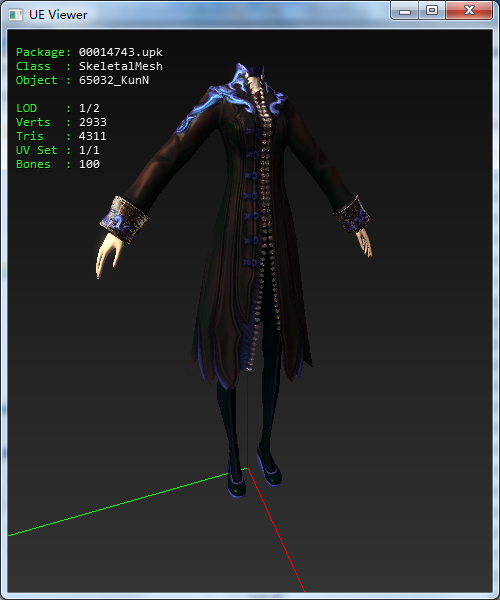 UE Viewer
Package: 00014743.upk
Class : SkeletalMesh
Object : 65032_KunN
LOD : 1/2
Verts : 2933
Tris : 4311
UV Set : 1/1
Bones : 100